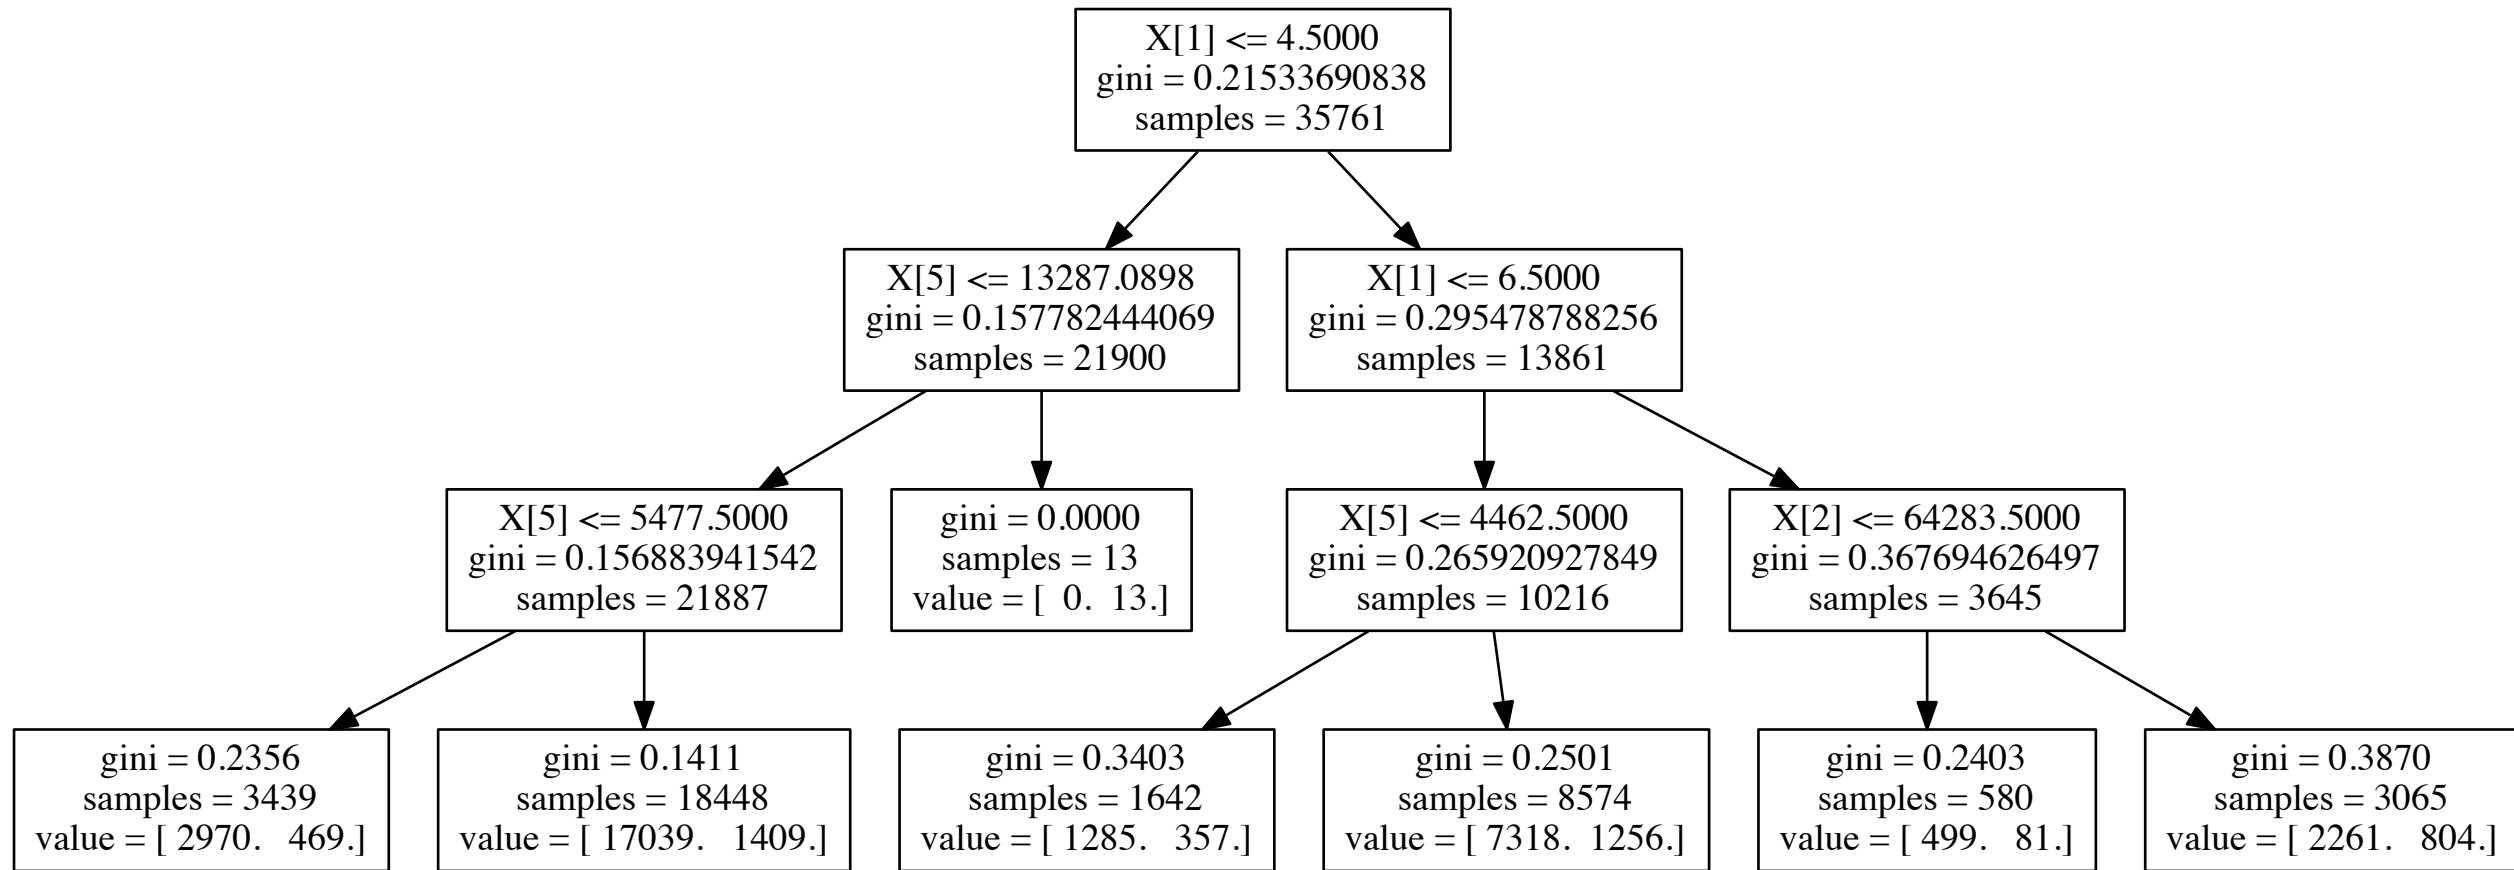 X[1] <= 4.5000
gini = 0.21533690838
samples = 35761
X[5] <= 13287.0898
gini = 0.157782444069
samples = 21900
X[1] <= 6.5000
gini = 0.295478788256
samples = 13861
X[5] <= 5477.5000
gini = 0.156883941542
samples = 21887
gini = 0.0000
samples = 13
value = [  0.  13.]
X[5] <= 4462.5000
gini = 0.265920927849
samples = 10216
X[2] <= 64283.5000
gini = 0.367694626497
samples = 3645
gini = 0.2356
samples = 3439
value = [ 2970.   469.]
gini = 0.1411
samples = 18448
value = [ 17039.   1409.]
gini = 0.3403
samples = 1642
value = [ 1285.   357.]
gini = 0.2501
samples = 8574
value = [ 7318.  1256.]
gini = 0.2403
samples = 580
value = [ 499.   81.]
gini = 0.3870
samples = 3065
value = [ 2261.   804.]